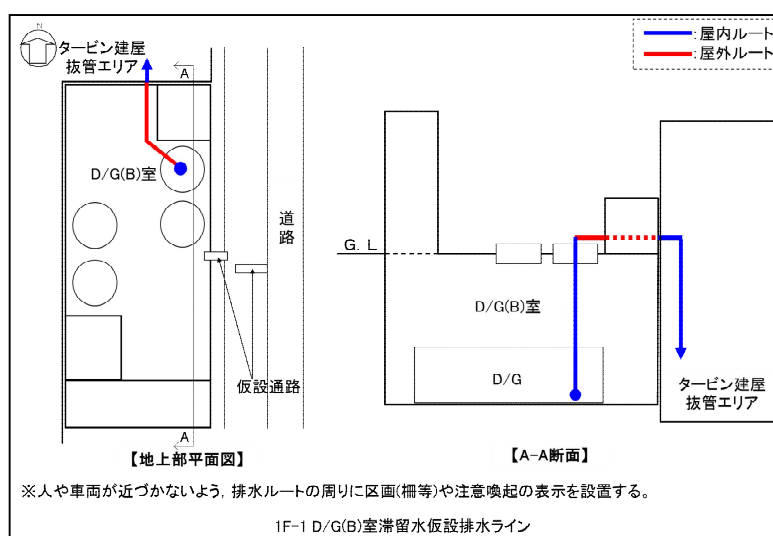 :屋内ルート
:屋外ルート
N
タービン建屋
抜管エリア
A
D/G(B)室
道路
仮設通路
A
【地上部平面図】
G.L
D/G(B)室
D/G
タービン建屋
抜管エリア
【A-A断面】
※人や車両が近づかないよう,排水ルートの周りに区画(柵等)や注意喚起の表示を設置する。
1F-1 D/G(B)室滞留水仮設排水ライン